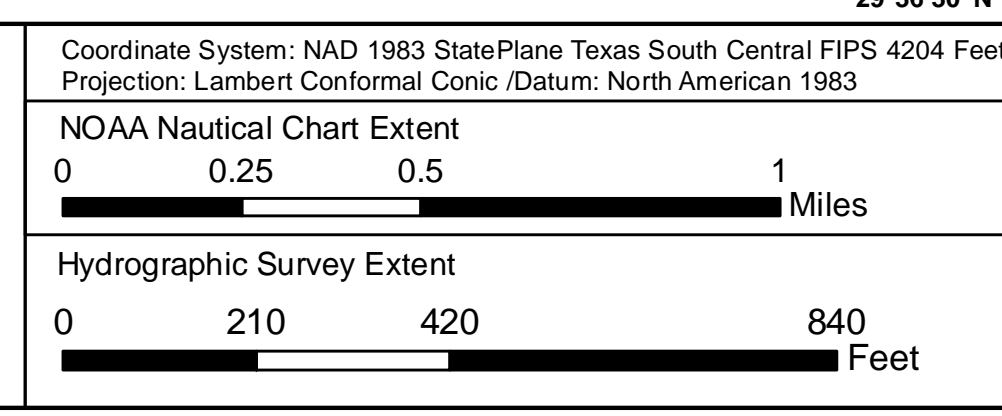 Coordinate System: NAD 1983 StatePlane Texas South Central FIPS 4204 Feet
Projection: Lambert Conformal Conic /Datum: North American 1983
NOAA Nautical Chart Extent
0 0.25 0.5 1
Miles
Hydrographic Survey Extent
0 210 420 840
Feet